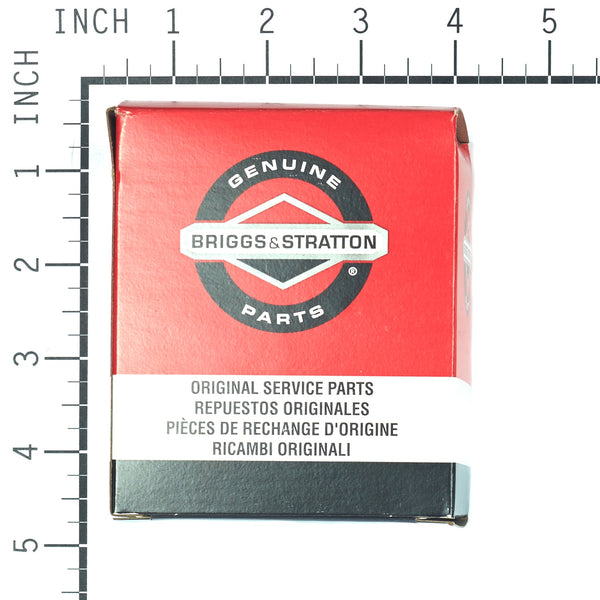 INCH 1 2 3 4 5
INCH
1
2
3
4
5
GENUINE
BRIGGS&STRATTON
®
PARTS
ORIGINAL SERVICE PARTS
REPUESTOS ORIGINALES
PIÈCES DE RECHANGE D'ORIGINE
RICAMBI ORIGINALI